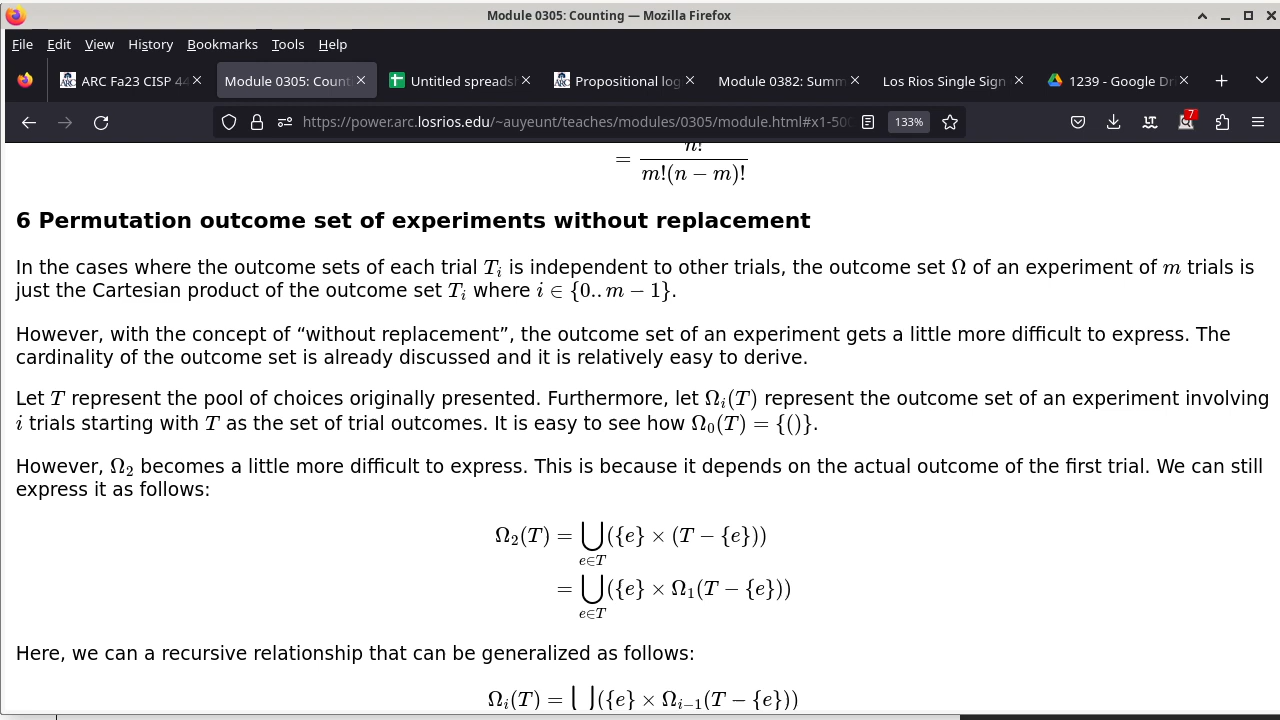 Module 0305: Counting — Mozilla Firefox
File Edit View History Bookmarks Tools Help
ARC Fa23 CISP 44 Module 0305: Count Untitled spreads Propositional log Module 0382: Summ Los Rios Single Sign 1239 - Google Dr
https://power.arc.losrios.edu/~auyeunt/teaches/modules/0305/module.html#x1-500 133% 7
= n! / m!(n − m)!
6 Permutation outcome set of experiments without replacement
In the cases where the outcome sets of each trial Tᵢ is independent to other trials, the outcome set Ω of an experiment of m trials is
just the Cartesian product of the outcome set Tᵢ where i ∈ {0..m − 1}.
However, with the concept of “without replacement”, the outcome set of an experiment gets a little more difficult to express. The
cardinality of the outcome set is already discussed and it is relatively easy to derive.
Let T represent the pool of choices originally presented. Furthermore, let Ωᵢ(T) represent the outcome set of an experiment involving
i trials starting with T as the set of trial outcomes. It is easy to see how Ω₀(T) = {()}.
However, Ω₂ becomes a little more difficult to express. This is because it depends on the actual outcome of the first trial. We can still
express it as follows:
Ω₂(T) = ⋃({e} × (T − {e}))
e∈T
= ⋃({e} × Ω₁(T − {e}))
e∈T
Here, we can a recursive relationship that can be generalized as follows:
Ωᵢ(T) = ⋃({e} × Ωᵢ₋₁(T − {e}))